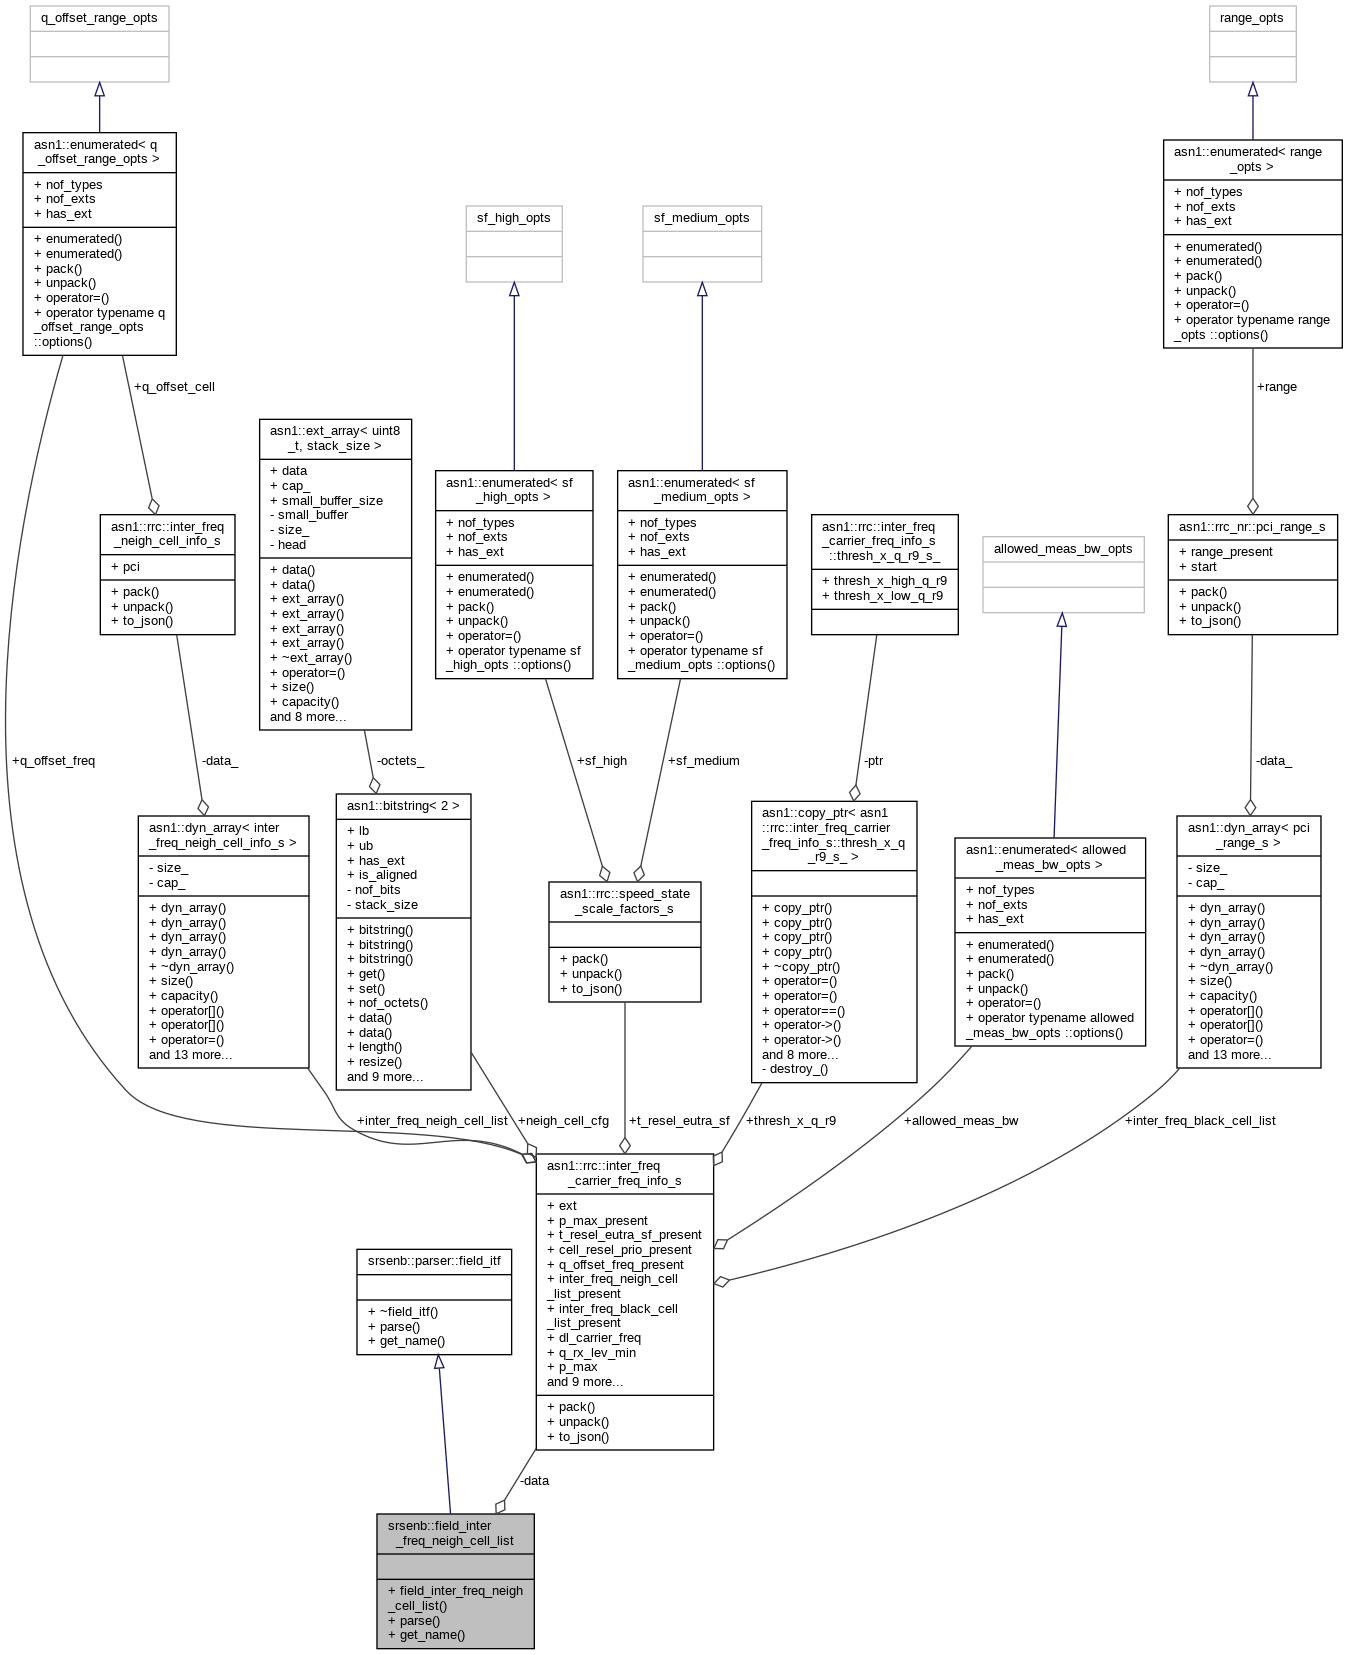 q_offset_range_opts
range_opts
asn1::enumerated< q
_offset_range_opts >
+ nof_types
+ nof_exts
+ has_ext
+ enumerated()
+ enumerated()
+ pack()
+ unpack()
+ operator=()
+ operator typename q
_offset_range_opts
::options()
asn1::enumerated< range
_opts >
+ nof_types
+ nof_exts
+ has_ext
+ enumerated()
+ enumerated()
+ pack()
+ unpack()
+ operator=()
+ operator typename range
_opts ::options()
sf_high_opts
sf_medium_opts
+q_offset_cell
+range
asn1::ext_array< uint8
_t, stack_size >
+ data
+ cap_
+ small_buffer_size
- small_buffer
- size_
- head
+ data()
+ data()
+ ext_array()
+ ext_array()
+ ext_array()
+ ext_array()
+ ~ext_array()
+ operator=()
+ size()
+ capacity()
and 8 more...
asn1::enumerated< sf
_high_opts >
+ nof_types
+ nof_exts
+ has_ext
+ enumerated()
+ enumerated()
+ pack()
+ unpack()
+ operator=()
+ operator typename sf
_high_opts ::options()
asn1::enumerated< sf
_medium_opts >
+ nof_types
+ nof_exts
+ has_ext
+ enumerated()
+ enumerated()
+ pack()
+ unpack()
+ operator=()
+ operator typename sf
_medium_opts ::options()
asn1::rrc::inter_freq
_neigh_cell_info_s
+ pci
+ pack()
+ unpack()
+ to_json()
asn1::rrc::inter_freq
_carrier_freq_info_s
::thresh_x_q_r9_s_
+ thresh_x_high_q_r9
+ thresh_x_low_q_r9
allowed_meas_bw_opts
asn1::rrc_nr::pci_range_s
+ range_present
+ start
+ pack()
+ unpack()
+ to_json()
+q_offset_freq
-data_
-octets_
+sf_high
+sf_medium
-ptr
-data_
asn1::dyn_array< inter
_freq_neigh_cell_info_s >
- size_
- cap_
+ dyn_array()
+ dyn_array()
+ dyn_array()
+ dyn_array()
+ ~dyn_array()
+ size()
+ capacity()
+ operator[]()
+ operator[]()
+ operator=()
and 13 more...
asn1::bitstring< 2 >
+ lb
+ ub
+ has_ext
+ is_aligned
- nof_bits
- stack_size
+ bitstring()
+ bitstring()
+ bitstring()
+ get()
+ set()
+ nof_octets()
+ data()
+ data()
+ length()
+ resize()
and 9 more...
asn1::rrc::speed_state
_scale_factors_s
+ pack()
+ unpack()
+ to_json()
asn1::copy_ptr< asn1
::rrc::inter_freq_carrier
_freq_info_s::thresh_x_q
_r9_s_ >
+ copy_ptr()
+ copy_ptr()
+ copy_ptr()
+ copy_ptr()
+ ~copy_ptr()
+ operator=()
+ operator=()
+ operator==()
+ operator->()
+ operator->()
and 8 more...
- destroy_()
asn1::enumerated< allowed
_meas_bw_opts >
+ nof_types
+ nof_exts
+ has_ext
+ enumerated()
+ enumerated()
+ pack()
+ unpack()
+ operator=()
+ operator typename allowed
_meas_bw_opts ::options()
asn1::dyn_array< pci
_range_s >
- size_
- cap_
+ dyn_array()
+ dyn_array()
+ dyn_array()
+ dyn_array()
+ ~dyn_array()
+ size()
+ capacity()
+ operator[]()
+ operator[]()
+ operator=()
and 13 more...
+inter_freq_neigh_cell_list
+neigh_cell_cfg
+t_resel_eutra_sf
+thresh_x_q_r9
+allowed_meas_bw
+inter_freq_black_cell_list
asn1::rrc::inter_freq
_carrier_freq_info_s
+ ext
+ p_max_present
+ t_resel_eutra_sf_present
+ cell_resel_prio_present
+ q_offset_freq_present
+ inter_freq_neigh_cell
_list_present
+ inter_freq_black_cell
_list_present
+ dl_carrier_freq
+ q_rx_lev_min
+ p_max
and 9 more...
+ pack()
+ unpack()
+ to_json()
srsenb::parser::field_itf
+ ~field_itf()
+ parse()
+ get_name()
-data
srsenb::field_inter
_freq_neigh_cell_list
+ field_inter_freq_neigh
_cell_list()
+ parse()
+ get_name()